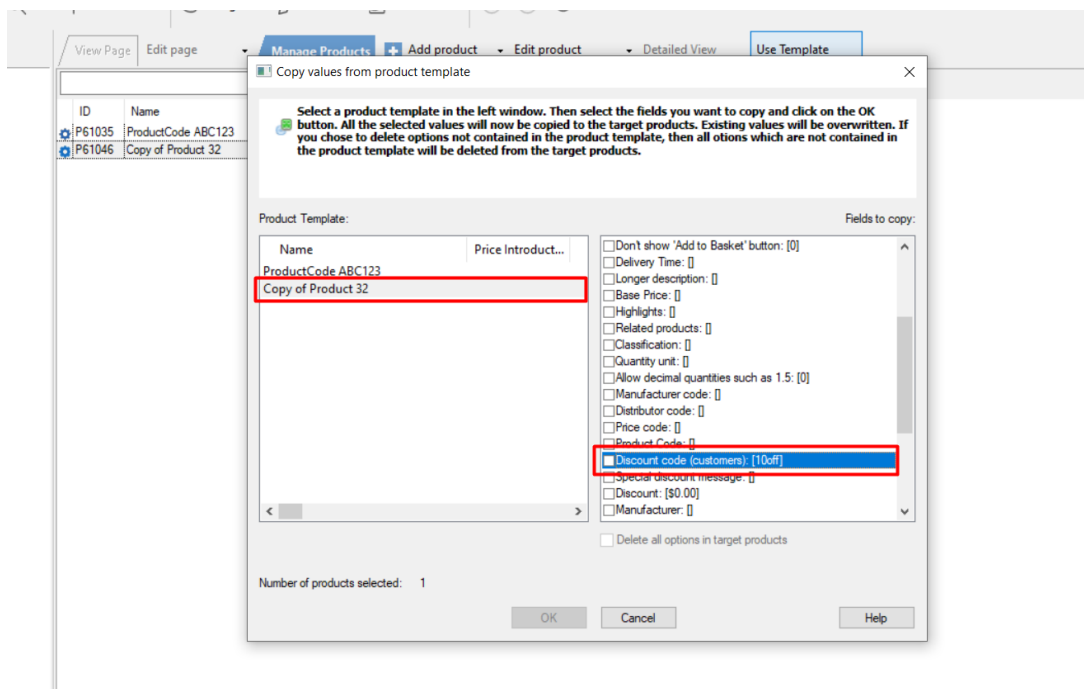 View Page Edit page Manage Products Add product Edit product Detailed View Use Template
Copy values from product template
ID Name
P61035 ProductCode ABC123
P61046 Copy of Product 32
Select a product template in the left window. Then select the fields you want to copy and click on the OK
button. All the selected values will now be copied to the target products. Existing values will be overwritten. If
you chose to delete options not contained in the product template, then all otions which are not contained in
the product template will be deleted from the target products.
Product Template: Fields to copy:
Name Price Introduct...
ProductCode ABC123
Copy of Product 32
Don't show 'Add to Basket' button: [0]
Delivery Time: []
Longer description: []
Base Price: []
Highlights: []
Related products: []
Classification: []
Quantity unit: []
Allow decimal quantities such as 1.5: [0]
Manufacturer code: []
Distributor code: []
Price code: []
Product Code: []
Discount code (customers): [10off]
Special discount message: []
Discount: [$0.00]
Manufacturer: []
Delete all options in target products
Number of products selected: 1
OK Cancel Help